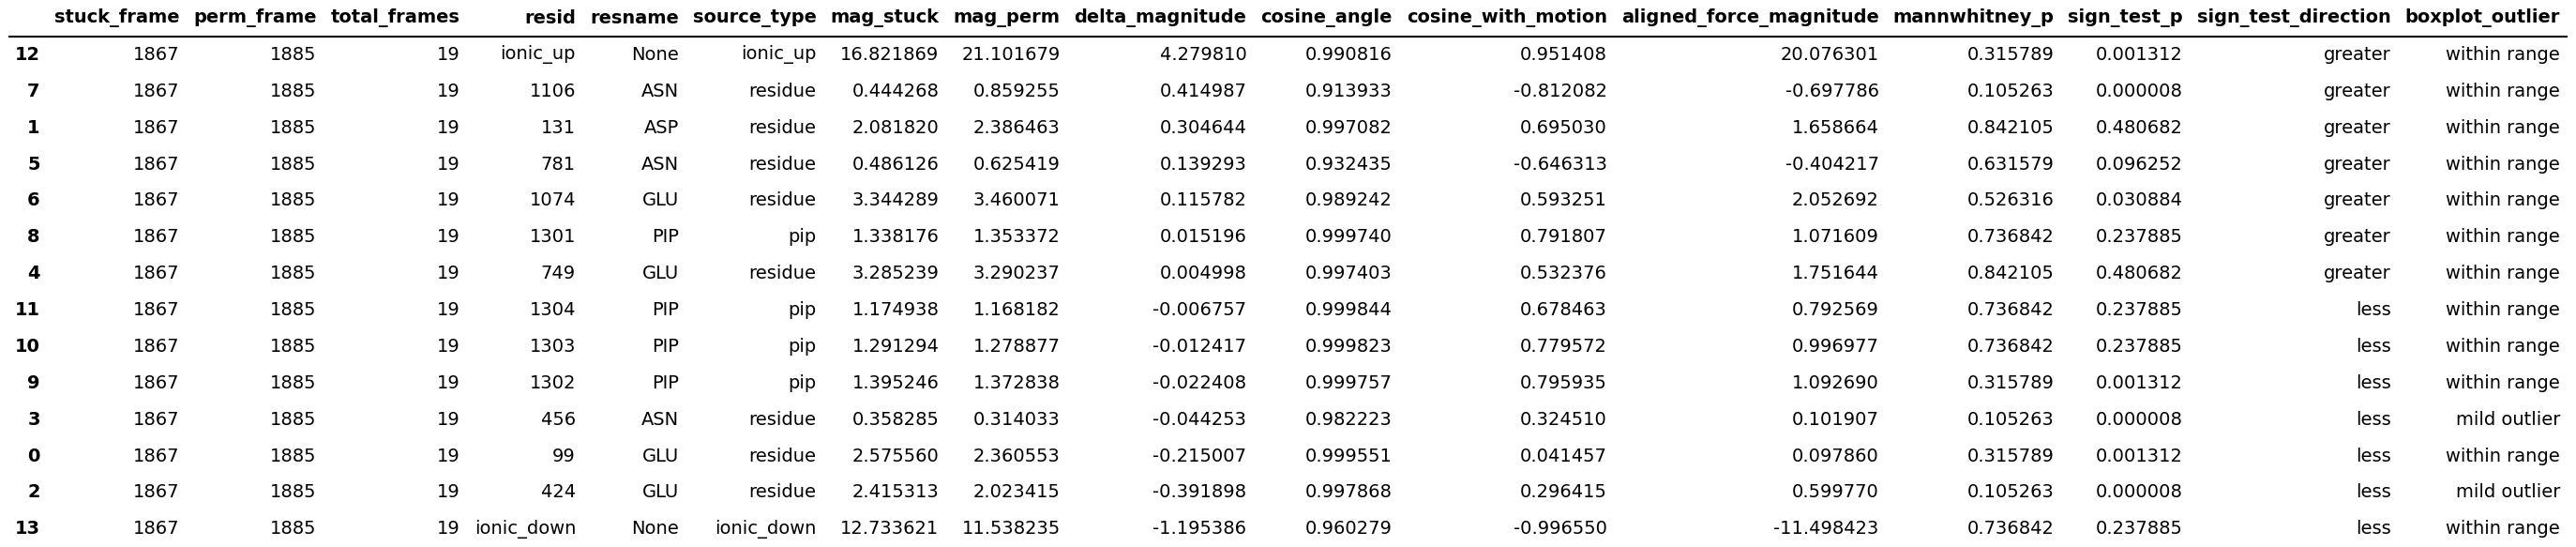 stuck_frame perm_frame total_frames resid resname source_type mag_stuck mag_perm delta_magnitude cosine_angle cosine_with_motion aligned_force_magnitude mannwhitney_p sign_test_p sign_test_direction boxplot_outlier
12 1867 1885 19 ionic_up None ionic_up 16.821869 21.101679 4.279810 0.990816 0.951408 20.076301 0.315789 0.001312 greater within range
7 1867 1885 19 1106 ASN residue 0.444268 0.859255 0.414987 0.913933 -0.812082 -0.697786 0.105263 0.000008 greater within range
1 1867 1885 19 131 ASP residue 2.081820 2.386463 0.304644 0.997082 0.695030 1.658664 0.842105 0.480682 greater within range
5 1867 1885 19 781 ASN residue 0.486126 0.625419 0.139293 0.932435 -0.646313 -0.404217 0.631579 0.096252 greater within range
6 1867 1885 19 1074 GLU residue 3.344289 3.460071 0.115782 0.989242 0.593251 2.052692 0.526316 0.030884 greater within range
8 1867 1885 19 1301 PIP pip 1.338176 1.353372 0.015196 0.999740 0.791807 1.071609 0.736842 0.237885 greater within range
4 1867 1885 19 749 GLU residue 3.285239 3.290237 0.004998 0.997403 0.532376 1.751644 0.842105 0.480682 greater within range
11 1867 1885 19 1304 PIP pip 1.174938 1.168182 -0.006757 0.999844 0.678463 0.792569 0.736842 0.237885 less within range
10 1867 1885 19 1303 PIP pip 1.291294 1.278877 -0.012417 0.999823 0.779572 0.996977 0.736842 0.237885 less within range
9 1867 1885 19 1302 PIP pip 1.395246 1.372838 -0.022408 0.999757 0.795935 1.092690 0.315789 0.001312 less within range
3 1867 1885 19 456 ASN residue 0.358285 0.314033 -0.044253 0.982223 0.324510 0.101907 0.105263 0.000008 less mild outlier
0 1867 1885 19 99 GLU residue 2.575560 2.360553 -0.215007 0.999551 0.041457 0.097860 0.315789 0.001312 less within range
2 1867 1885 19 424 GLU residue 2.415313 2.023415 -0.391898 0.997868 0.296415 0.599770 0.105263 0.000008 less mild outlier
13 1867 1885 19 ionic_down None ionic_down 12.733621 11.538235 -1.195386 0.960279 -0.996550 -11.498423 0.736842 0.237885 less within range